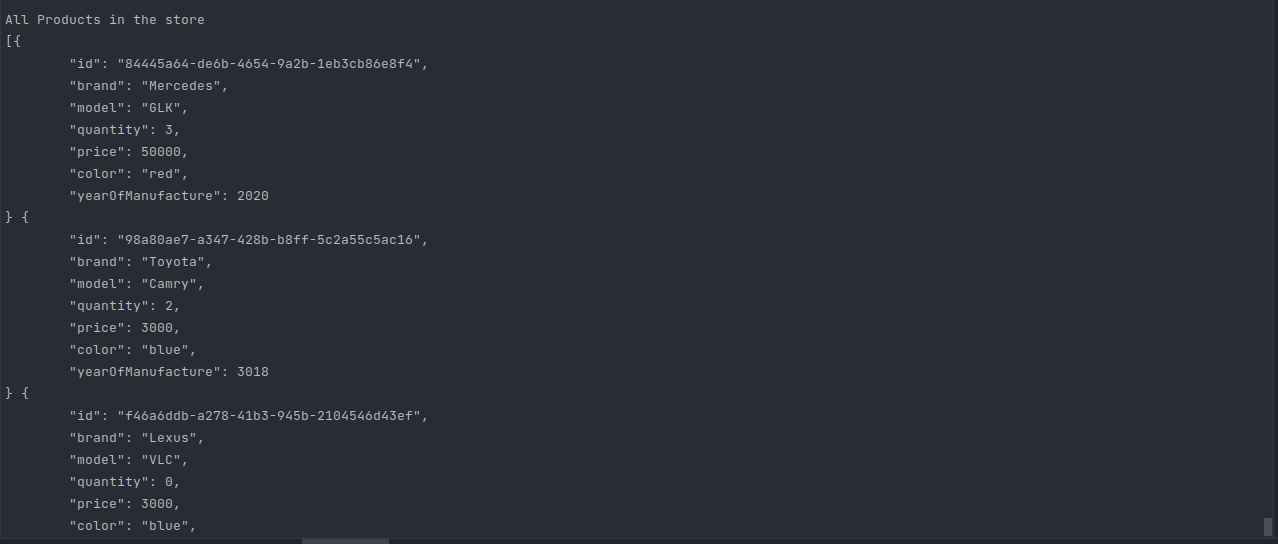 All Products in the store
[{
"id": "84445a64-de6b-4654-9a2b-1eb3cb86e8f4",
"brand": "Mercedes",
"model": "GLK",
"quantity": 3,
"price": 50000,
"color": "red",
"yearOfManufacture": 2020
} {
"id": "98a80ae7-a347-428b-b8ff-5c2a55c5ac16",
"brand": "Toyota",
"model": "Camry",
"quantity": 2,
"price": 3000,
"color": "blue",
"yearOfManufacture": 3018
} {
"id": "f46a6ddb-a278-41b3-945b-2104546d43ef",
"brand": "Lexus",
"model": "VLC",
"quantity": 0,
"price": 3000,
"color": "blue",